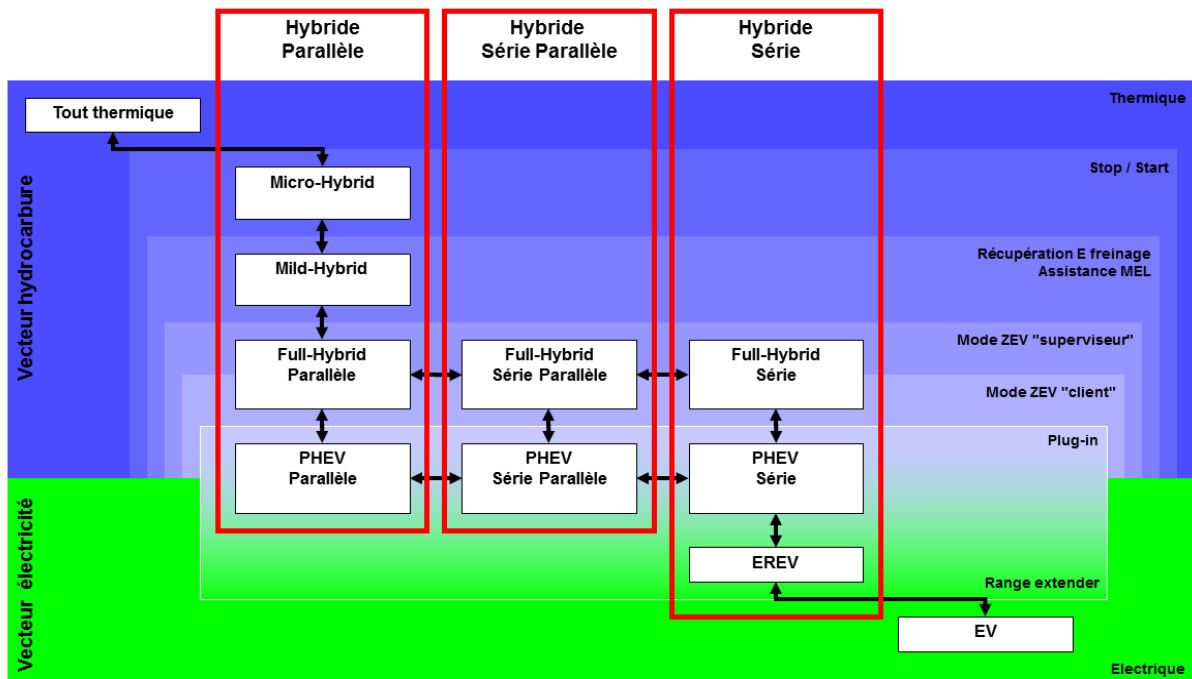 Hybride
Parallèle
Hybride
Série Parallèle
Hybride
Série
Thermique
Tout thermique
Stop / Start
Micro-Hybrid
Vecteur hydrocarbure
Récupération E freinage
Assistance MEL
Mild-Hybrid
Mode ZEV "superviseur"
Full-Hybrid
Parallèle
Full-Hybrid
Série Parallèle
Full-Hybrid
Série
Mode ZEV "client"
Plug-in
PHEV
Parallèle
PHEV
Série Parallèle
PHEV
Série
Vecteur électricité
EREV
Range extender
EV
Electrique